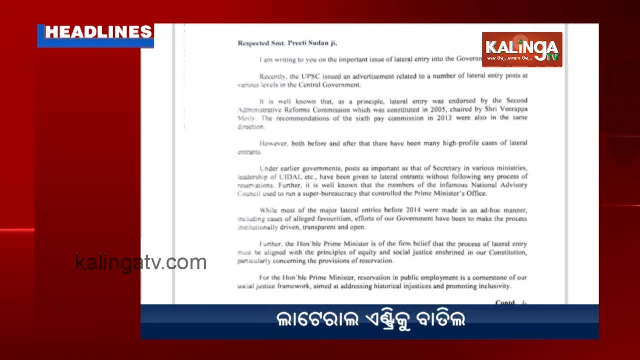 HEADLINES
KALINGA
TV
Respected Smt. Preeti Sudan ji,
I am writing to you on the important issue of lateral entry into the
Recently, the UPSC issued an advertisement related to a number of lateral entry posts at
various levels in the Central Government.
It is well known that, as a principle, lateral entry was endorsed by the Second
Administrative Reforms Commission which was constituted in 2005, chaired by Shri Veerappa
Moily. The recommendations of the sixth pay commission in 2013 were also in the same
direction.
However, both before and after that there have been many high-profile cases of lateral
entrants.
Under earlier governments, posts as important as that of Secretary in various ministries,
leadership of UIDAI, etc., have been given to lateral entrants without following any process of
reservations. Further, it is well known that the members of the infamous National Advisory
Council used to run a super-bureaucracy that controlled the Prime Minister's Office.
While most of the major lateral entries before 2014 were made in an ad-hoc manner,
including cases of alleged favouritism, efforts of our Government have been to make the process
institutionally driven, transparent and open.
Further, the Hon'ble Prime Minister is of the firm belief that the process of lateral entry
must be aligned with the principles of equity and social justice enshrined in our Constitution,
particularly concerning the provisions of reservation.
For the Hon'ble Prime Minister, reservation in public employment is a cornerstone of our
social justice framework, aimed at addressing historical injustices and promoting inclusivity.
kalingatv.com
ଲାଟେରାଲ ଏଣ୍ଟ୍ରିକୁ ବାତିଲ